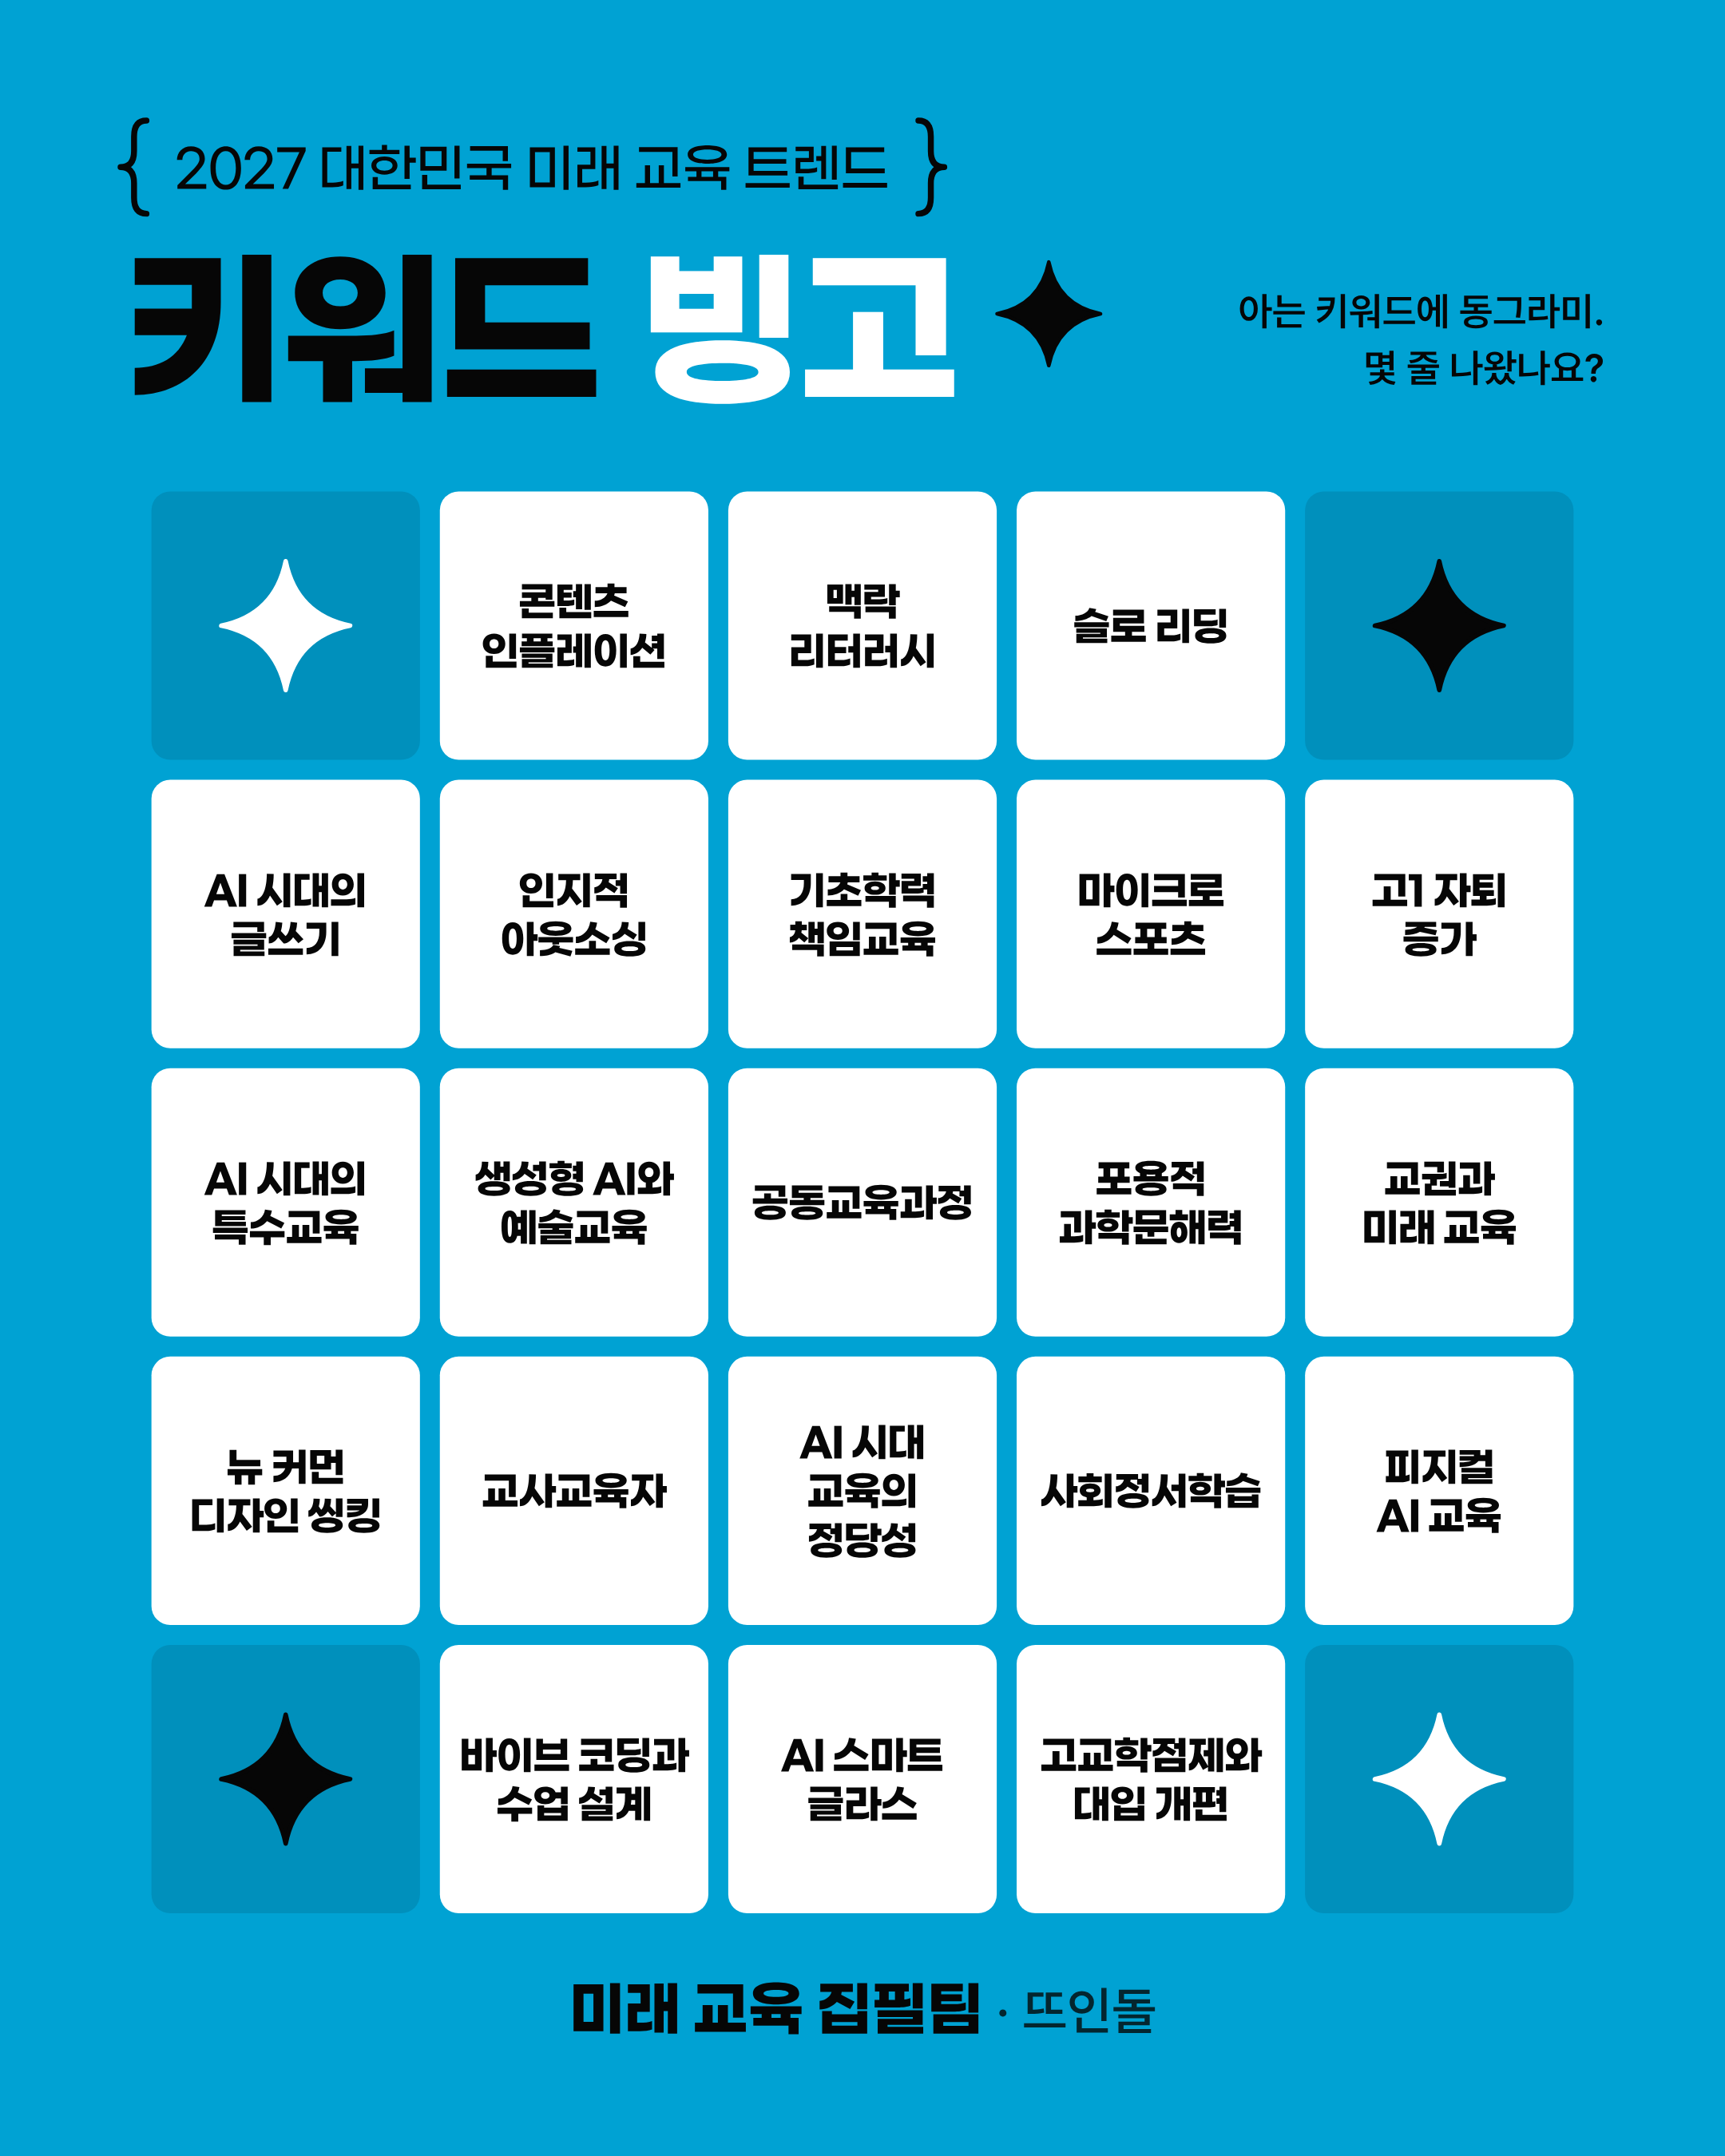 { 2027 대한민국 미래 교육 트렌드 }
키워드 빙고
아는 키워드에 동그라미.
몇 줄 나왔나요?
콘텐츠
인플레이션
맥락
리터러시
슬로 리딩
AI 시대의
글쓰기
인지적
아웃소싱
기초학력
책임교육
마이크로
스포츠
고1 자퇴
증가
AI 시대의
특수교육
생성형 AI와
예술교육
공동교육과정
포용적
과학문해력
교권과
미래 교육
뉴 커먼
디자인 씽킹
교사교육자
AI 시대
교육의
정당성
사회정서학습
피지컬
AI 교육
바이브 코딩과
수업 설계
AI 스마트
글라스
고교학점제와
대입 개편
미래 교육 집필팀 · 뜨인돌